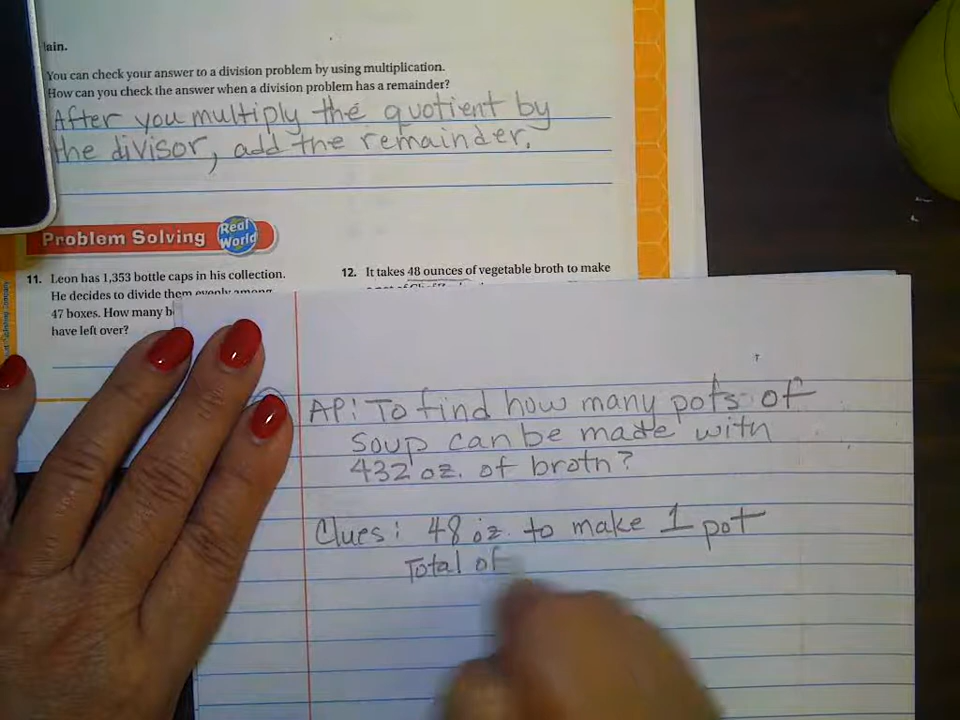 lain.
You can check your answer to a division problem by using multiplication.
How can you check the answer when a division problem has a remainder?
After you multiply the quotient by
the divisor, add the remainder.
Problem Solving
Real
World
11. Leon has 1,353 bottle caps in his collection.
He decides to divide them evenly among
47 boxes. How many b
have left over?
12. It takes 48 ounces of vegetable broth to make
AP: To find how many pots of
soup can be made with
432 oz. of broth?
Clues: 48 oz. to make 1 pot
Total of